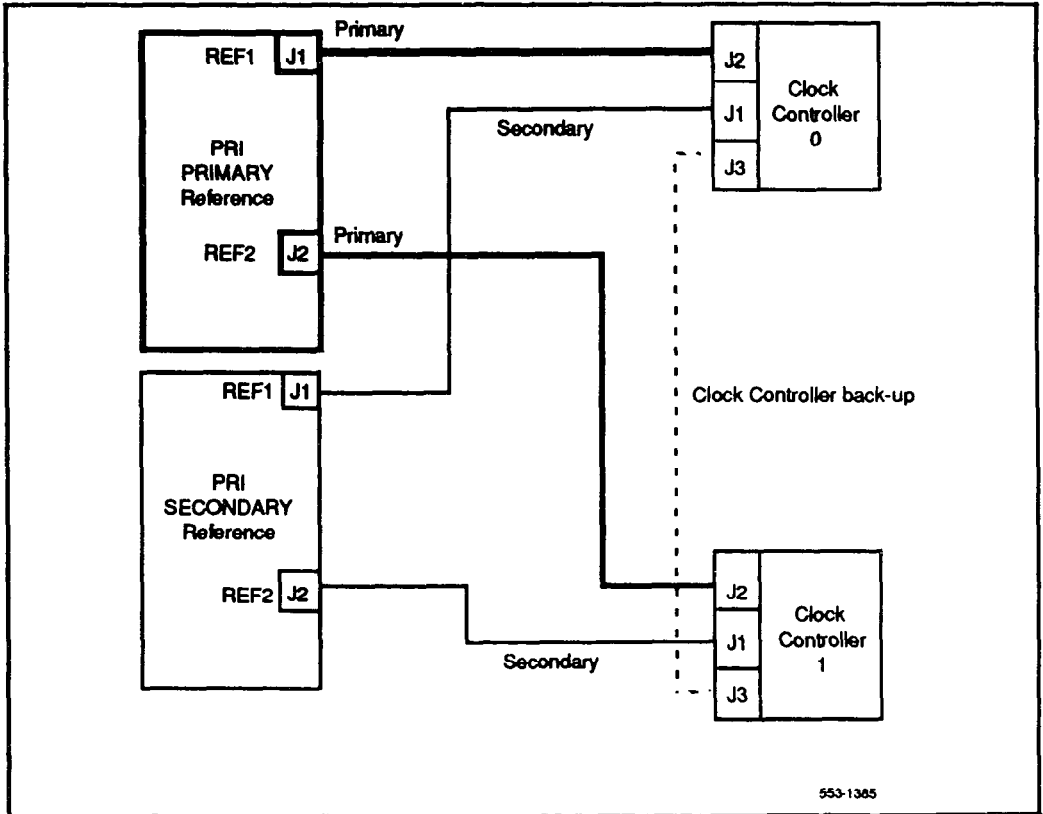 Primary
REF1 J1
PRI
PRIMARY
Reference
REF2 J2
Primary
REF1 J1
PRI
SECONDARY
Reference
REF2 J2
Secondary
Secondary
Clock Controller back-up
J2
J1
J3
Clock
Controller
0
J2
J1
J3
Clock
Controller
1
553-1385